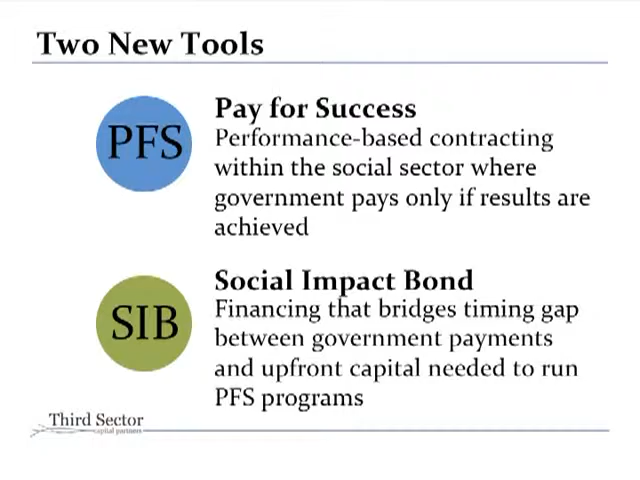 Two New Tools
PFS
Pay for Success
Performance-based contracting
within the social sector where
government pays only if results are
achieved
SIB
Social Impact Bond
Financing that bridges timing gap
between government payments
and upfront capital needed to run
PFS programs
Third Sector
capital partners